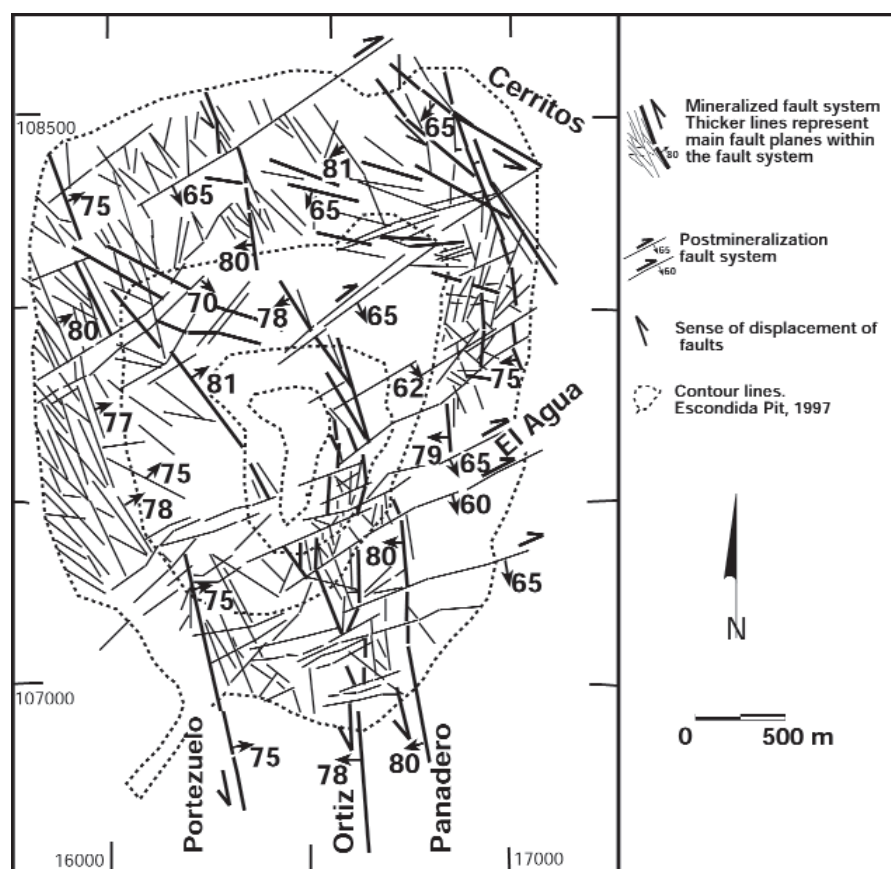 Cerritos
108500
65
81
75
65
65
80
70
78
65
80
81
62
75
77
El Agua
79
65
75
78
60
80
65
75
107000
75
78
80
Portezuelo
Ortiz
Panadero
16000
17000
Mineralized fault system
Thicker lines represent
main fault planes within
the fault system
80
Postmineralization
fault system
65
60
Sense of displacement of
faults
Contour lines.
Escondida Pit, 1997
N
0 500 m